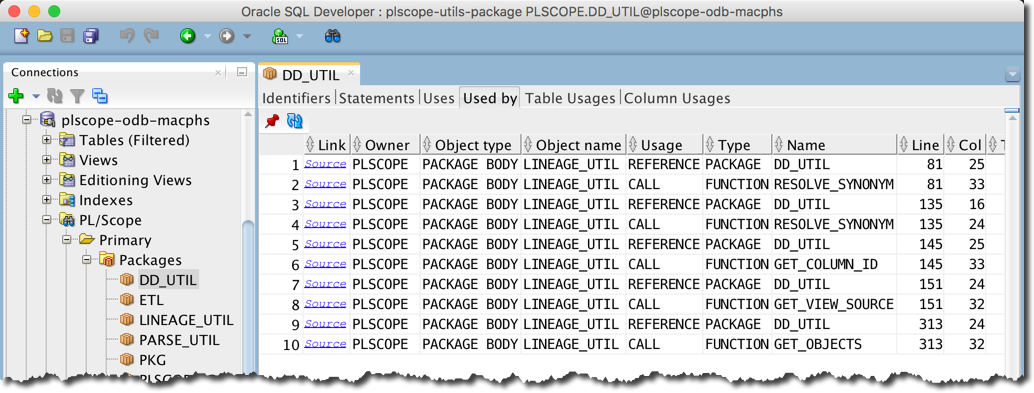 Oracle SQL Developer : plscope-utils-package PLSCOPE.DD_UTIL@plscope-odb-macphs
SQL
Connections
plscope-odb-macphs
Tables (Filtered)
Views
Editioning Views
Indexes
PL/Scope
Primary
Packages
DD_UTIL
ETL
LINEAGE_UTIL
PARSE_UTIL
PKG
DD_UTIL
Identifiers Statements Uses Used by Table Usages Column Usages
Link Owner Object type Object name Usage Type Name Line Col
1 Source PLSCOPE PACKAGE BODY LINEAGE_UTIL REFERENCE PACKAGE DD_UTIL 81 25
2 Source PLSCOPE PACKAGE BODY LINEAGE_UTIL CALL FUNCTION RESOLVE_SYNONYM 81 33
3 Source PLSCOPE PACKAGE BODY LINEAGE_UTIL REFERENCE PACKAGE DD_UTIL 135 16
4 Source PLSCOPE PACKAGE BODY LINEAGE_UTIL CALL FUNCTION RESOLVE_SYNONYM 135 24
5 Source PLSCOPE PACKAGE BODY LINEAGE_UTIL REFERENCE PACKAGE DD_UTIL 145 25
6 Source PLSCOPE PACKAGE BODY LINEAGE_UTIL CALL FUNCTION GET_COLUMN_ID 145 33
7 Source PLSCOPE PACKAGE BODY LINEAGE_UTIL REFERENCE PACKAGE DD_UTIL 151 24
8 Source PLSCOPE PACKAGE BODY LINEAGE_UTIL CALL FUNCTION GET_VIEW_SOURCE 151 32
9 Source PLSCOPE PACKAGE BODY LINEAGE_UTIL REFERENCE PACKAGE DD_UTIL 313 24
10 Source PLSCOPE PACKAGE BODY LINEAGE_UTIL CALL FUNCTION GET_OBJECTS 313 32